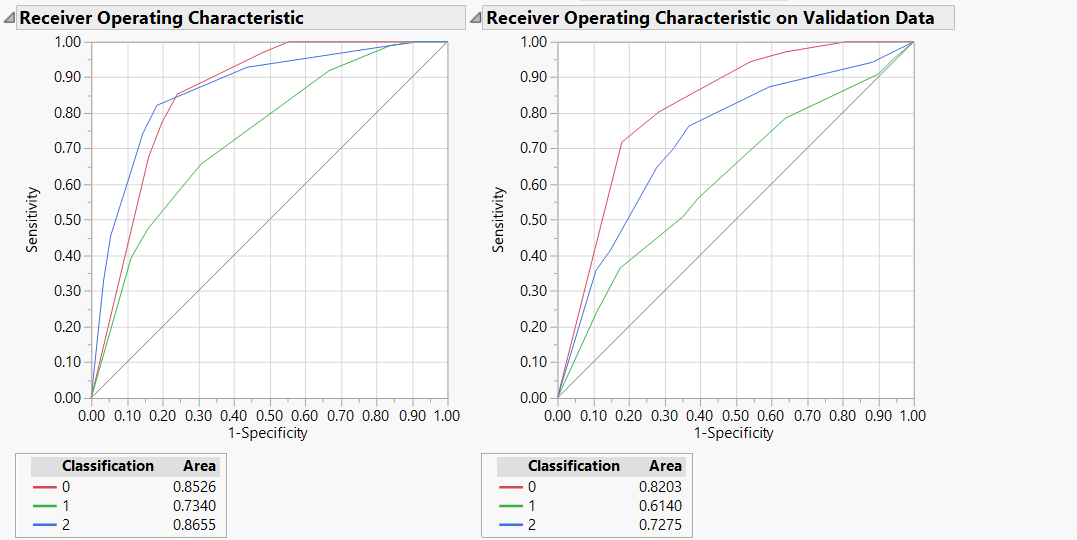 Receiver Operating Characteristic
1.00
0.90
0.80
0.70
0.60
0.50
0.40
0.30
0.20
0.10
0.00
Sensitivity
0.00 0.10 0.20 0.30 0.40 0.50 0.60 0.70 0.80 0.90 1.00
1-Specificity
Classification Area
0 0.8526
1 0.7340
2 0.8655
Receiver Operating Characteristic on Validation Data
1.00
0.90
0.80
0.70
0.60
0.50
0.40
0.30
0.20
0.10
0.00
Sensitivity
0.00 0.10 0.20 0.30 0.40 0.50 0.60 0.70 0.80 0.90 1.00
1-Specificity
Classification Area
0 0.8203
1 0.6140
2 0.7275